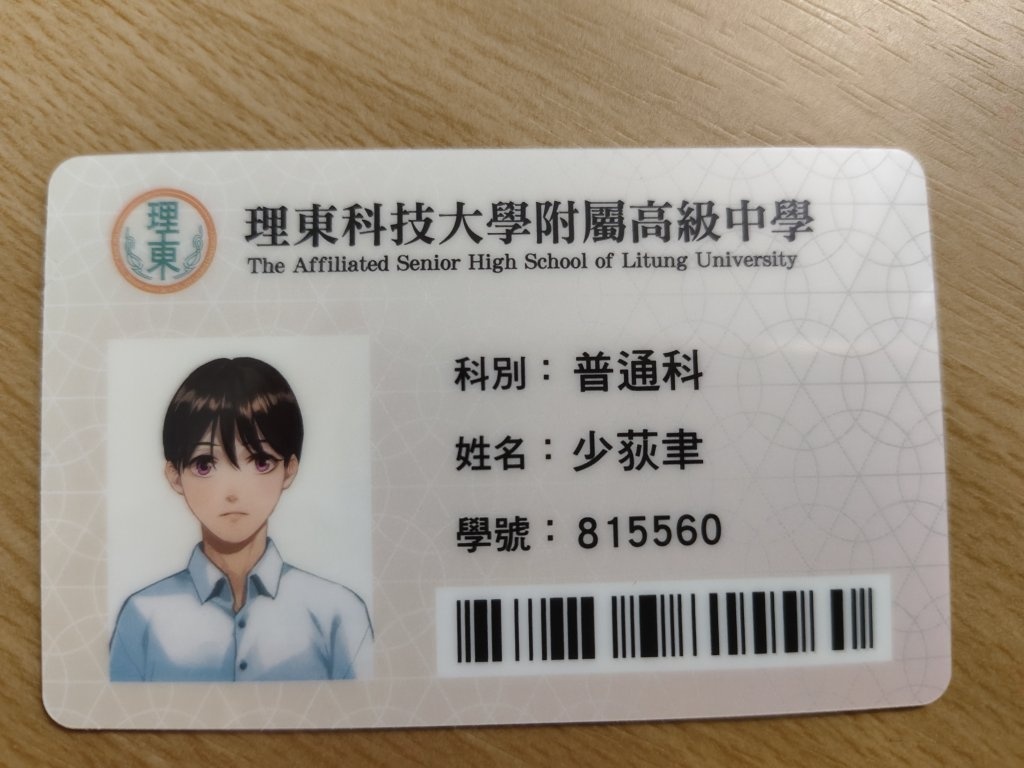 理東
理東科技大學附屬高級中學
The Affiliated Senior High School of Litung University
科別：普通科
姓名：少荻聿
學號：815560